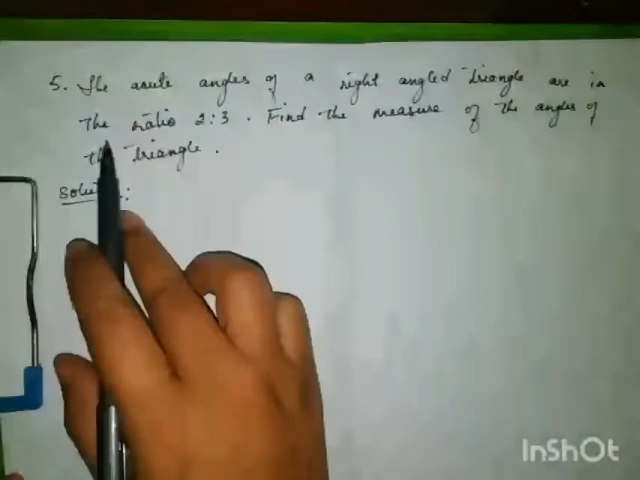 5. The acute angles of a right angled triangle are in
the ratio 2:3. Find the measure of the angles of
triangle.
InShOt